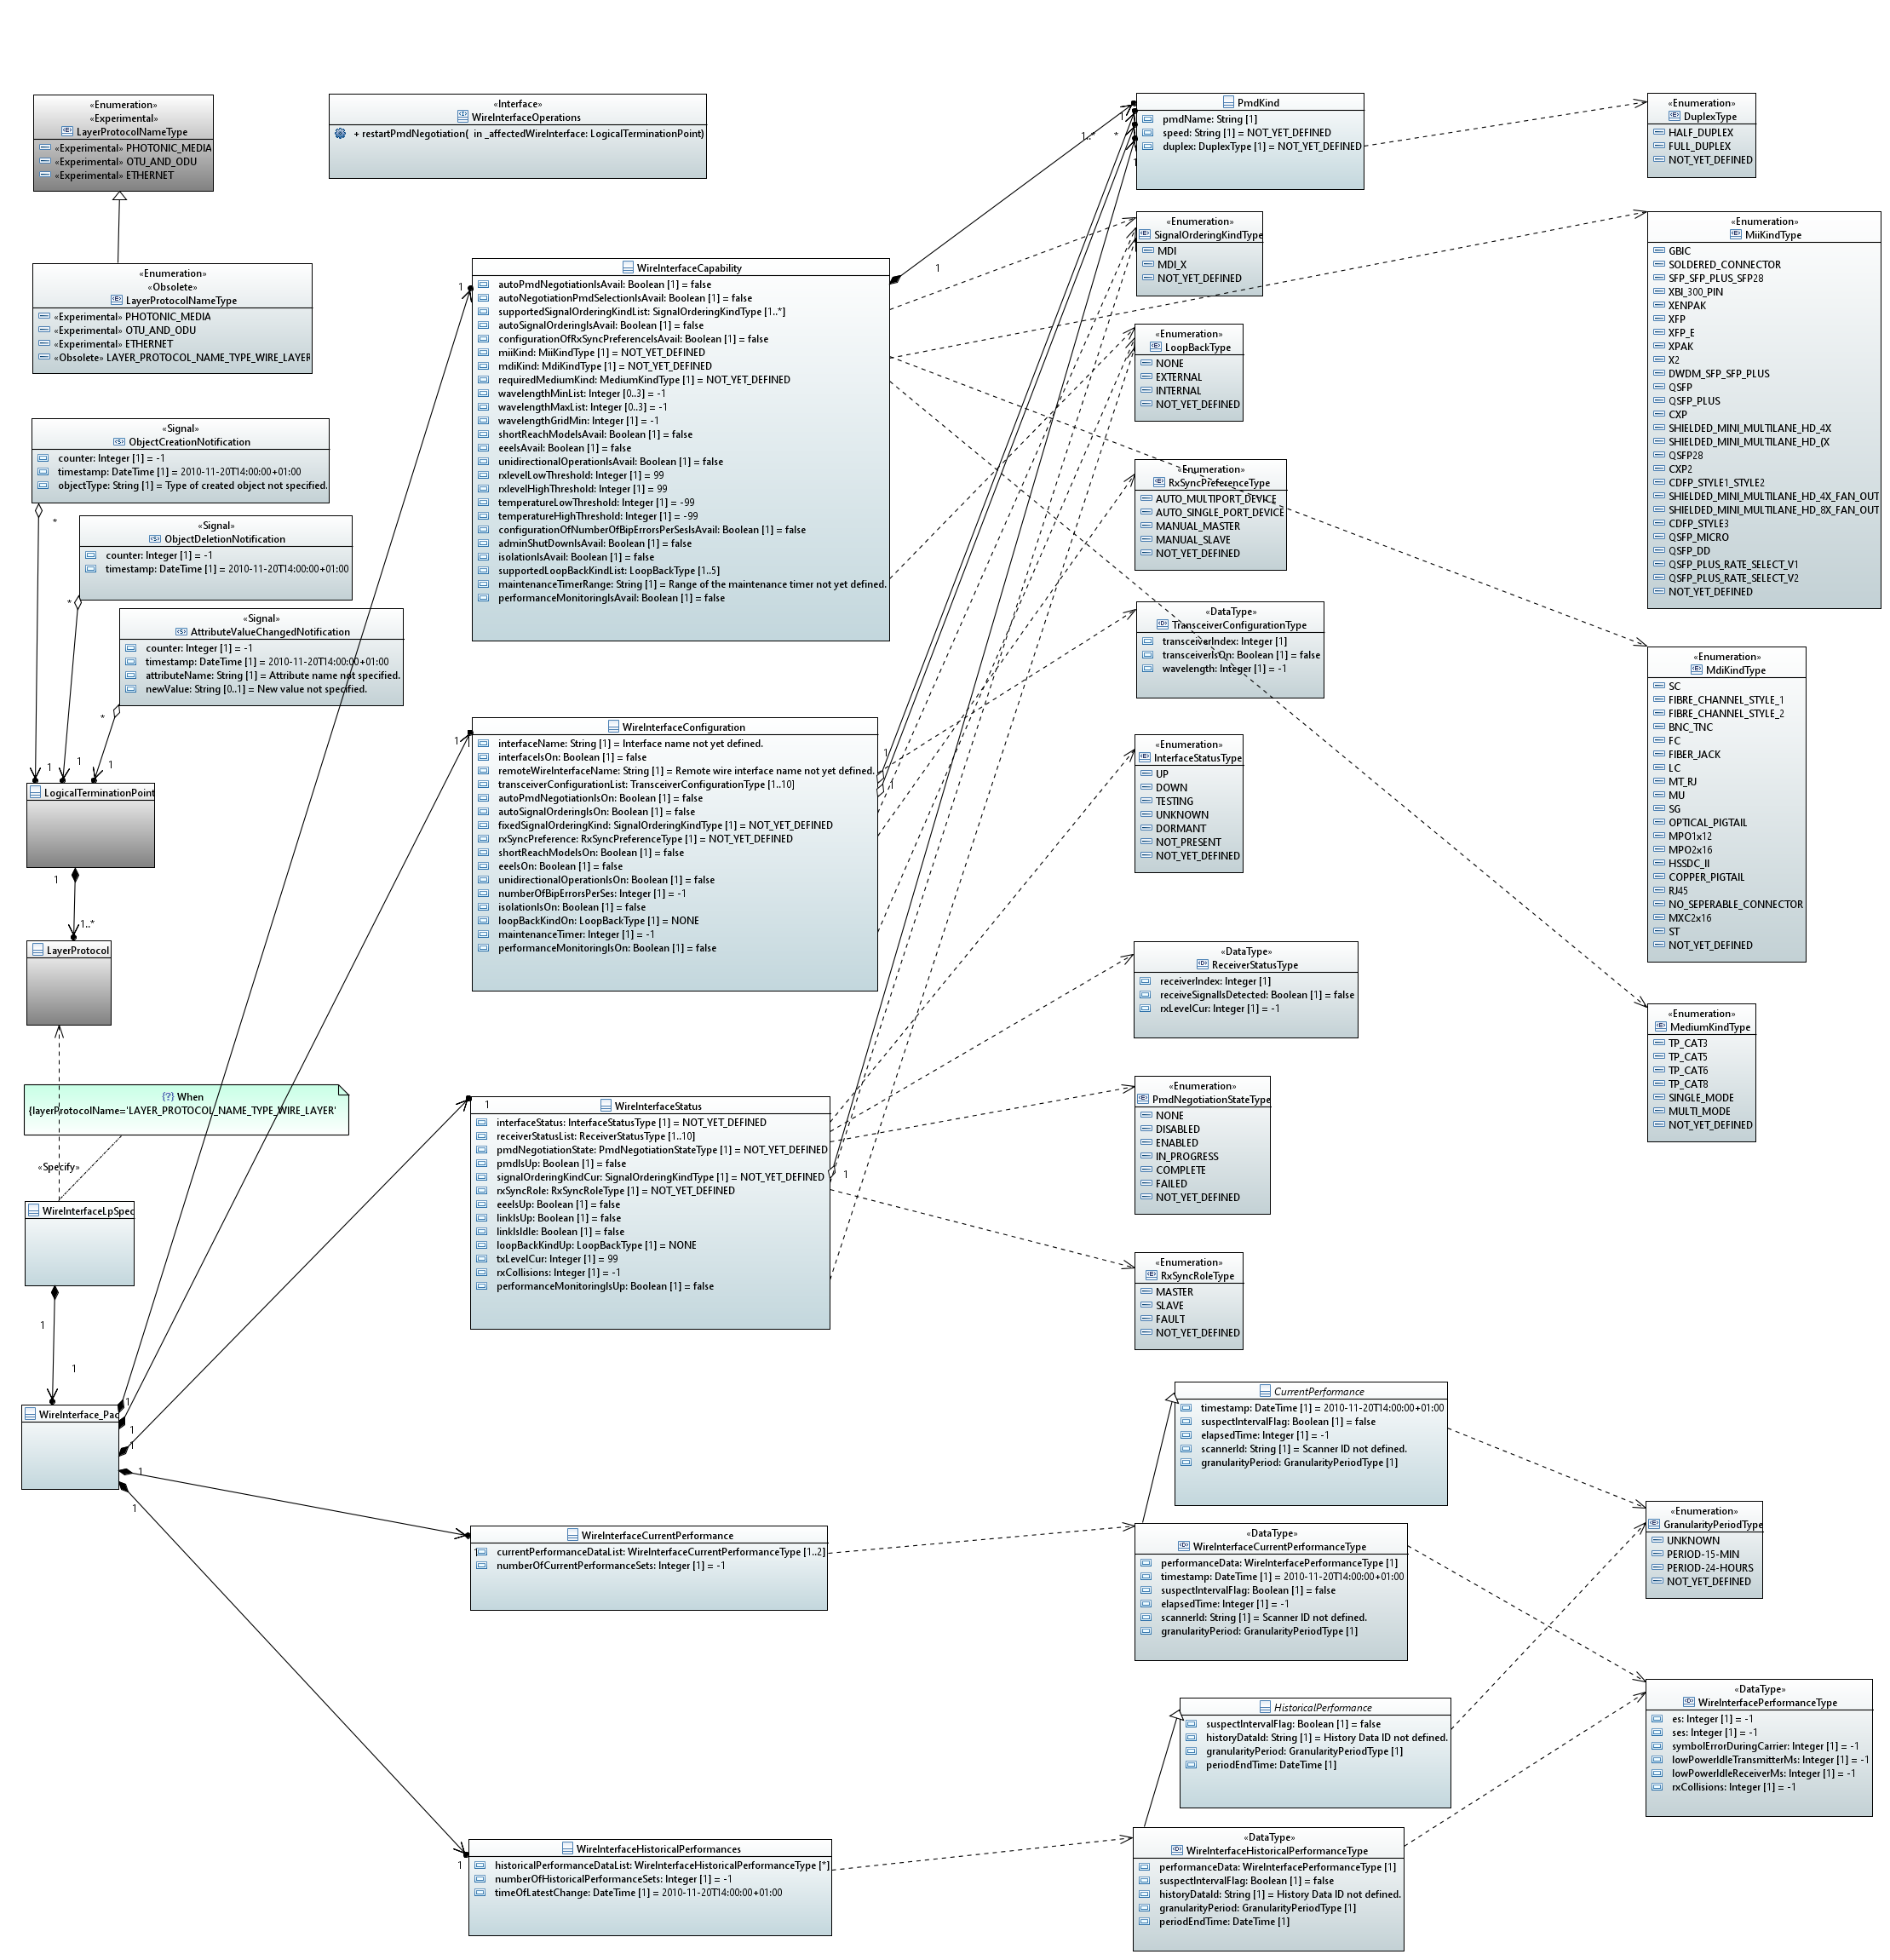 «Enumeration»
«Experimental»
LayerProtocolNameType
«Experimental» PHOTONIC_MEDIA
«Experimental» OTU_AND_ODU
«Experimental» ETHERNET
«Enumeration»
«Obsolete»
LayerProtocolNameType
«Experimental» PHOTONIC_MEDIA
«Experimental» OTU_AND_ODU
«Experimental» ETHERNET
«Obsolete» LAYER_PROTOCOL_NAME_TYPE_WIRE_LAYER
«Interface»
WireInterfaceOperations
+ restartPmdNegotiation( in _affectedWireInterface: LogicalTerminationPoint)
«Signal»
ObjectCreationNotification
counter: Integer [1] = -1
timestamp: DateTime [1] = 2010-11-20T14:00:00+01:00
objectType: String [1] = Type of created object not specified.
*
«Signal»
ObjectDeletionNotification
counter: Integer [1] = -1
timestamp: DateTime [1] = 2010-11-20T14:00:00+01:00
*
«Signal»
AttributeValueChangedNotification
counter: Integer [1] = -1
timestamp: DateTime [1] = 2010-11-20T14:00:00+01:00
attributeName: String [1] = Attribute name not specified.
newValue: String [0..1] = New value not specified.
*
1
1
1
LogicalTerminationPoint
1
1..*
LayerProtocol
{?} When
{layerProtocolName='LAYER_PROTOCOL_NAME_TYPE_WIRE_LAYER'
«Specify»
WireInterfaceLpSpec
1
1
WireInterface_Pac
1
1
1
1
1
1
WireInterfaceCapability
autoPmdNegotiationIsAvail: Boolean [1] = false
autoNegotiationPmdSelectionIsAvail: Boolean [1] = false
supportedSignalOrderingKindList: SignalOrderingKindType [1..*]
autoSignalOrderingIsAvail: Boolean [1] = false
configurationOfRxSyncPreferenceIsAvail: Boolean [1] = false
miiKind: MiiKindType [1] = NOT_YET_DEFINED
mdiKind: MdiKindType [1] = NOT_YET_DEFINED
requiredMediumKind: MediumKindType [1] = NOT_YET_DEFINED
wavelengthMinList: Integer [0..3] = -1
wavelengthMaxList: Integer [0..3] = -1
wavelengthGridMin: Integer [1] = -1
shortReachModeIsAvail: Boolean [1] = false
eeeIsAvail: Boolean [1] = false
unidirectionalOperationIsAvail: Boolean [1] = false
rxlevelLowThreshold: Integer [1] = 99
rxlevelHighThreshold: Integer [1] = 99
temperatureLowThreshold: Integer [1] = -99
temperatureHighThreshold: Integer [1] = -99
configurationOfNumberOfBipErrorsPerSesIsAvail: Boolean [1] = false
adminShutDownIsAvail: Boolean [1] = false
isolationIsAvail: Boolean [1] = false
supportedLoopBackKindList: LoopBackType [1..5]
maintenanceTimerRange: String [1] = Range of the maintenance timer not yet defined.
performanceMonitoringIsAvail: Boolean [1] = false
1
1
WireInterfaceConfiguration
interfaceName: String [1] = Interface name not yet defined.
interfaceIsOn: Boolean [1] = false
remoteWireInterfaceName: String [1] = Remote wire interface name not yet defined.
transceiverConfigurationList: TransceiverConfigurationType [1..10]
autoPmdNegotiationIsOn: Boolean [1] = false
autoSignalOrderingIsOn: Boolean [1] = false
fixedSignalOrderingKind: SignalOrderingKindType [1] = NOT_YET_DEFINED
rxSyncPreference: RxSyncPreferenceType [1] = NOT_YET_DEFINED
shortReachModeIsOn: Boolean [1] = false
eeeIsOn: Boolean [1] = false
unidirectionalOperationIsOn: Boolean [1] = false
numberOfBipErrorsPerSes: Integer [1] = -1
isolationIsOn: Boolean [1] = false
loopBackKindOn: LoopBackType [1] = NONE
maintenanceTimer: Integer [1] = -1
performanceMonitoringIsOn: Boolean [1] = false
1
1
1
WireInterfaceStatus
interfaceStatus: InterfaceStatusType [1] = NOT_YET_DEFINED
receiverStatusList: ReceiverStatusType [1..10]
pmdNegotiationState: PmdNegotiationStateType [1] = NOT_YET_DEFINED
pmdIsUp: Boolean [1] = false
signalOrderingKindCur: SignalOrderingKindType [1] = NOT_YET_DEFINED
rxSyncRole: RxSyncRoleType [1] = NOT_YET_DEFINED
eeeIsUp: Boolean [1] = false
linkIsUp: Boolean [1] = false
linkIsIdle: Boolean [1] = false
loopBackKindUp: LoopBackType [1] = NONE
txLevelCur: Integer [1] = 99
rxCollisions: Integer [1] = -1
performanceMonitoringIsUp: Boolean [1] = false
1
WireInterfaceCurrentPerformance
1
currentPerformanceDataList: WireInterfaceCurrentPerformanceType [1..2]
numberOfCurrentPerformanceSets: Integer [1] = -1
1
WireInterfaceHistoricalPerformances
historicalPerformanceDataList: WireInterfaceHistoricalPerformanceType [*]
numberOfHistoricalPerformanceSets: Integer [1] = -1
timeOfLatestChange: DateTime [1] = 2010-11-20T14:00:00+01:00
1..*
*
1
1
PmdKind
pmdName: String [1]
speed: String [1] = NOT_YET_DEFINED
duplex: DuplexType [1] = NOT_YET_DEFINED
«Enumeration»
SignalOrderingKindType
MDI
MDI_X
NOT_YET_DEFINED
«Enumeration»
LoopBackType
NONE
EXTERNAL
INTERNAL
NOT_YET_DEFINED
«Enumeration»
RxSyncPreferenceType
AUTO_MULTIPORT_DEVICE
AUTO_SINGLE_PORT_DEVICE
MANUAL_MASTER
MANUAL_SLAVE
NOT_YET_DEFINED
«DataType»
TransceiverConfigurationType
transceiverIndex: Integer [1]
transceiverIsOn: Boolean [1] = false
wavelength: Integer [1] = -1
«Enumeration»
InterfaceStatusType
UP
DOWN
TESTING
UNKNOWN
DORMANT
NOT_PRESENT
NOT_YET_DEFINED
«DataType»
ReceiverStatusType
receiverIndex: Integer [1]
receiveSignalIsDetected: Boolean [1] = false
rxLevelCur: Integer [1] = -1
«Enumeration»
PmdNegotiationStateType
NONE
DISABLED
ENABLED
IN_PROGRESS
COMPLETE
FAILED
NOT_YET_DEFINED
«Enumeration»
RxSyncRoleType
MASTER
SLAVE
FAULT
NOT_YET_DEFINED
CurrentPerformance
timestamp: DateTime [1] = 2010-11-20T14:00:00+01:00
suspectIntervalFlag: Boolean [1] = false
elapsedTime: Integer [1] = -1
scannerId: String [1] = Scanner ID not defined.
granularityPeriod: GranularityPeriodType [1]
«DataType»
WireInterfaceCurrentPerformanceType
performanceData: WireInterfacePerformanceType [1]
timestamp: DateTime [1] = 2010-11-20T14:00:00+01:00
suspectIntervalFlag: Boolean [1] = false
elapsedTime: Integer [1] = -1
scannerId: String [1] = Scanner ID not defined.
granularityPeriod: GranularityPeriodType [1]
HistoricalPerformance
suspectIntervalFlag: Boolean [1] = false
historyDataId: String [1] = History Data ID not defined.
granularityPeriod: GranularityPeriodType [1]
periodEndTime: DateTime [1]
«DataType»
WireInterfaceHistoricalPerformanceType
performanceData: WireInterfacePerformanceType [1]
suspectIntervalFlag: Boolean [1] = false
historyDataId: String [1] = History Data ID not defined.
granularityPeriod: GranularityPeriodType [1]
periodEndTime: DateTime [1]
«Enumeration»
DuplexType
HALF_DUPLEX
FULL_DUPLEX
NOT_YET_DEFINED
«Enumeration»
MiiKindType
GBIC
SOLDERED_CONNECTOR
SFP_SFP_PLUS_SFP28
XBI_300_PIN
XENPAK
XFP
XFP_E
XPAK
X2
DWDM_SFP_SFP_PLUS
QSFP
QSFP_PLUS
CXP
SHIELDED_MINI_MULTILANE_HD_4X
SHIELDED_MINI_MULTILANE_HD_(X
QSFP28
CXP2
CDFP_STYLE1_STYLE2
SHIELDED_MINI_MULTILANE_HD_4X_FAN_OUT
SHIELDED_MINI_MULTILANE_HD_8X_FAN_OUT
CDFP_STYLE3
QSFP_MICRO
QSFP_DD
QSFP_PLUS_RATE_SELECT_V1
QSFP_PLUS_RATE_SELECT_V2
NOT_YET_DEFINED
«Enumeration»
MdiKindType
SC
FIBRE_CHANNEL_STYLE_1
FIBRE_CHANNEL_STYLE_2
BNC_TNC
FC
FIBER_JACK
LC
MT_RJ
MU
SG
OPTICAL_PIGTAIL
MPO1x12
MPO2x16
HSSDC_II
COPPER_PIGTAIL
RJ45
NO_SEPERABLE_CONNECTOR
MXC2x16
ST
NOT_YET_DEFINED
«Enumeration»
MediumKindType
TP_CAT3
TP_CAT5
TP_CAT6
TP_CAT8
SINGLE_MODE
MULTI_MODE
NOT_YET_DEFINED
«Enumeration»
GranularityPeriodType
UNKNOWN
PERIOD-15-MIN
PERIOD-24-HOURS
NOT_YET_DEFINED
«DataType»
WireInterfacePerformanceType
es: Integer [1] = -1
ses: Integer [1] = -1
symbolErrorDuringCarrier: Integer [1] = -1
lowPowerIdleTransmitterMs: Integer [1] = -1
lowPowerIdleReceiverMs: Integer [1] = -1
rxCollisions: Integer [1] = -1